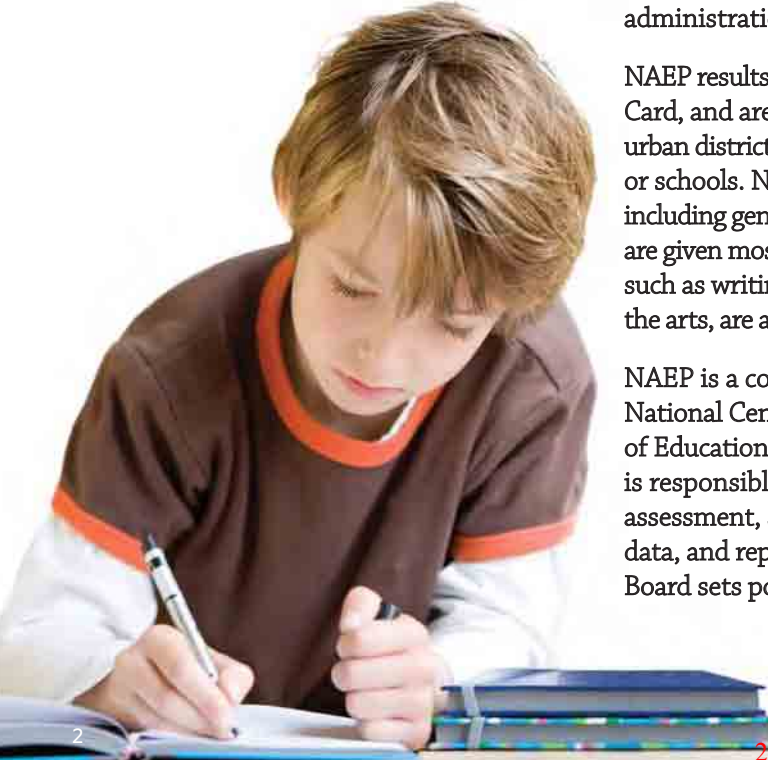 administrati
NAEP results
Card, and are
urban district
or schools. N
including gen
are given mos
such as writin
the arts, are a
NAEP is a co
National Cen
of Education
is responsibl
assessment,
data, and rep
Board sets po
2
2